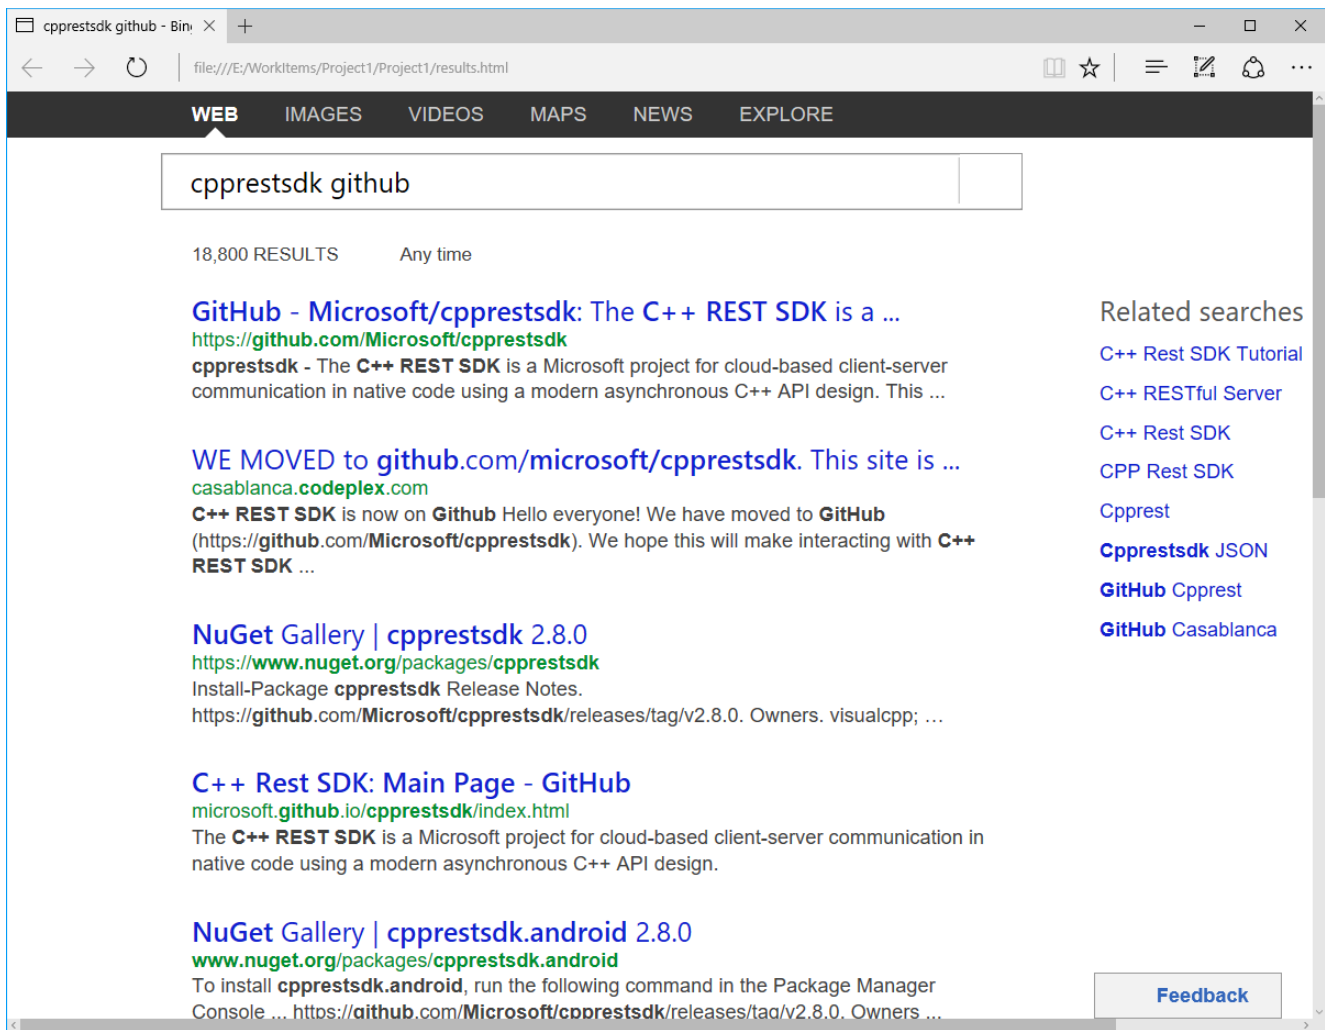 cpprestsdk github - Bin
file:///E:/WorkItems/Project1/Project1/results.html
WEB IMAGES VIDEOS MAPS NEWS EXPLORE
cpprestsdk github
18,800 RESULTS Any time
GitHub - Microsoft/cpprestsdk: The C++ REST SDK is a ...
https://github.com/Microsoft/cpprestsdk
cpprestsdk - The C++ REST SDK is a Microsoft project for cloud-based client-server
communication in native code using a modern asynchronous C++ API design. This ...
WE MOVED to github.com/microsoft/cpprestsdk. This site is ...
casablanca.codeplex.com
C++ REST SDK is now on Github Hello everyone! We have moved to GitHub
(https://github.com/Microsoft/cpprestsdk). We hope this will make interacting with C++
REST SDK ...
NuGet Gallery | cpprestsdk 2.8.0
https://www.nuget.org/packages/cpprestsdk
Install-Package cpprestsdk Release Notes.
https://github.com/Microsoft/cpprestsdk/releases/tag/v2.8.0. Owners. visualcpp; …
C++ Rest SDK: Main Page - GitHub
microsoft.github.io/cpprestsdk/index.html
The C++ REST SDK is a Microsoft project for cloud-based client-server communication in
native code using a modern asynchronous C++ API design.
NuGet Gallery | cpprestsdk.android 2.8.0
www.nuget.org/packages/cpprestsdk.android
To install cpprestsdk.android, run the following command in the Package Manager
Console ... https://github.com/Microsoft/cpprestsdk/releases/tag/v2.8.0. Owners ...
Related searches
C++ Rest SDK Tutorial
C++ RESTful Server
C++ Rest SDK
CPP Rest SDK
Cpprest
Cpprestsdk JSON
GitHub Cpprest
GitHub Casablanca
Feedback